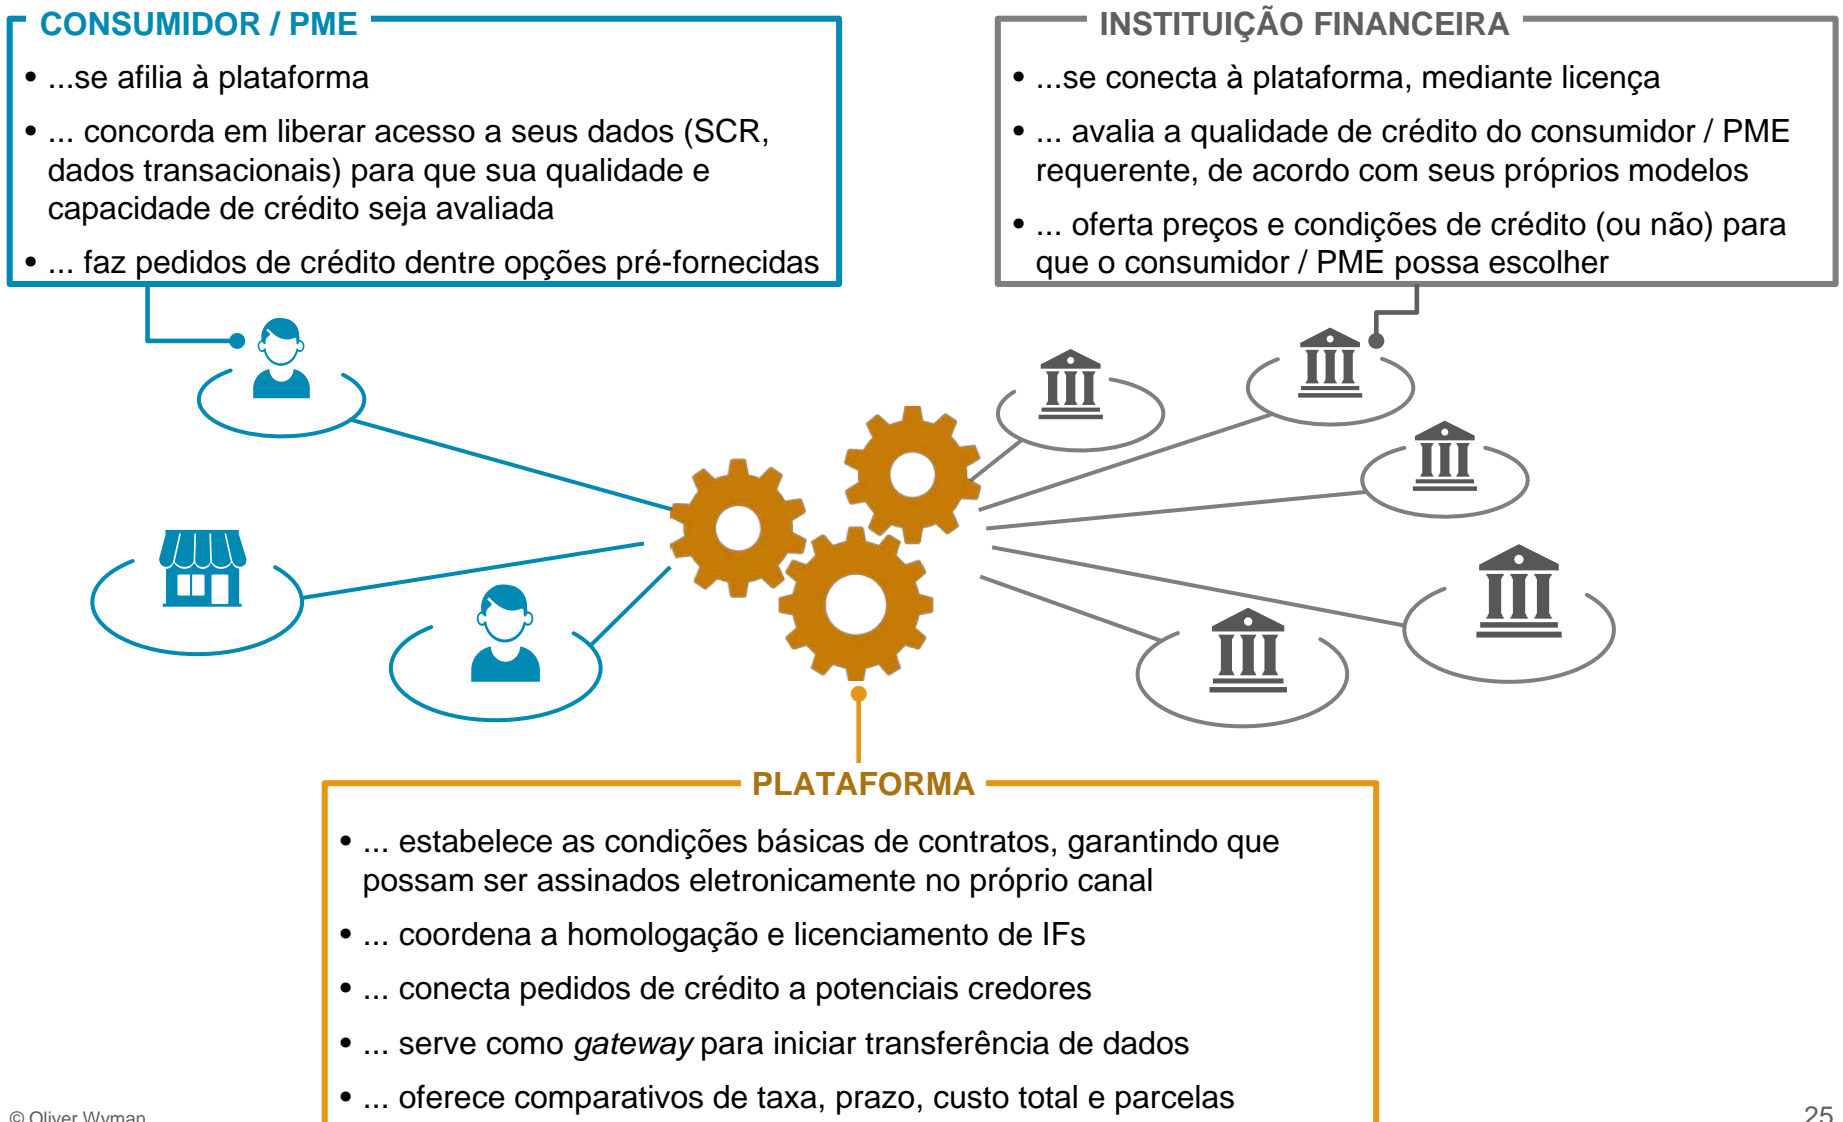 CONSUMIDOR / PME
• ...se afilia à plataforma
• ... concorda em liberar acesso a seus dados (SCR,
dados transacionais) para que sua qualidade e
capacidade de crédito seja avaliada
• ... faz pedidos de crédito dentre opções pré-fornecidas
INSTITUIÇÃO FINANCEIRA
• ...se conecta à plataforma, mediante licença
• ... avalia a qualidade de crédito do consumidor / PME
requerente, de acordo com seus próprios modelos
• ... oferta preços e condições de crédito (ou não) para
que o consumidor / PME possa escolher
PLATAFORMA
• ... estabelece as condições básicas de contratos, garantindo que
possam ser assinados eletronicamente no próprio canal
• ... coordena a homologação e licenciamento de IFs
• ... conecta pedidos de crédito a potenciais credores
• ... serve como gateway para iniciar transferência de dados
• ... oferece comparativos de taxa, prazo, custo total e parcelas
© Oliver Wyman
25